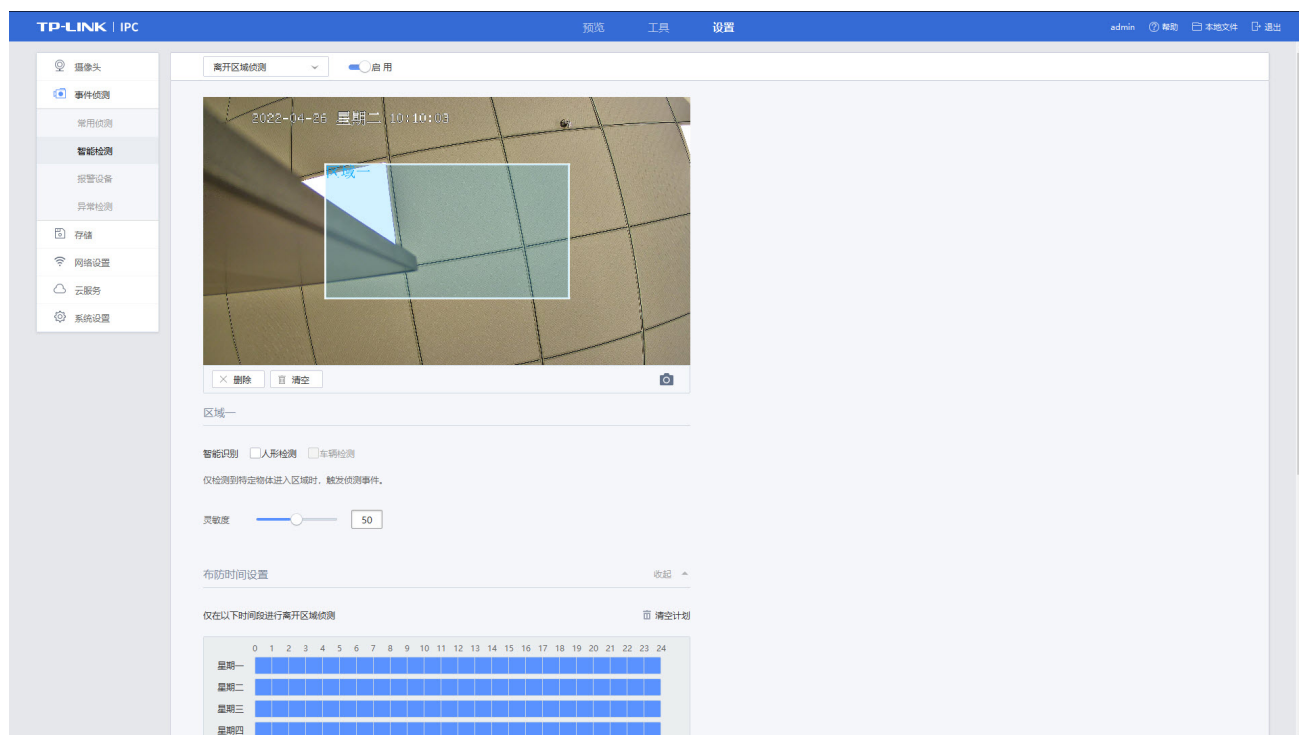 TP-LINK | IPC 预览 工具 设置 admin 帮助 本地文件 退出
摄像头
事件侦测
常用侦测
智能检测
报警设备
异常检测
存储
网络设置
云服务
系统设置
离开区域侦测 启用
2022-04-26 星期二 10:10:03
区域一
删除 清空
区域一
智能识别 人形检测 车辆检测
仅检测到特定物体进入区域时，触发侦测事件。
灵敏度 50
布防时间设置 收起
仅在以下时间段进行离开区域侦测 清空计划
0 1 2 3 4 5 6 7 8 9 10 11 12 13 14 15 16 17 18 19 20 21 22 23 24
星期一
星期二
星期三
星期四